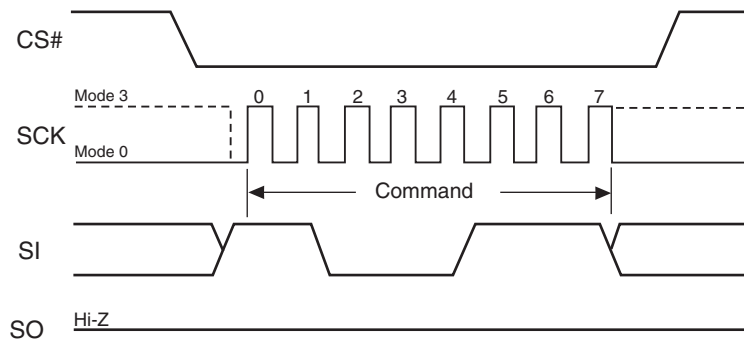 CS#
Mode 3
0 1 2 3 4 5 6 7
SCK
Mode 0
Command
SI
Hi-Z
SO